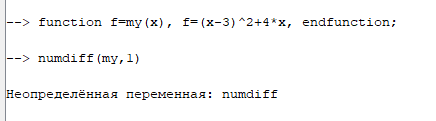 --> function f=my(x), f=(x-3)^2+4*x, endfunction;
--> numdiff(my,1)
Неопределённая переменная: numdiff